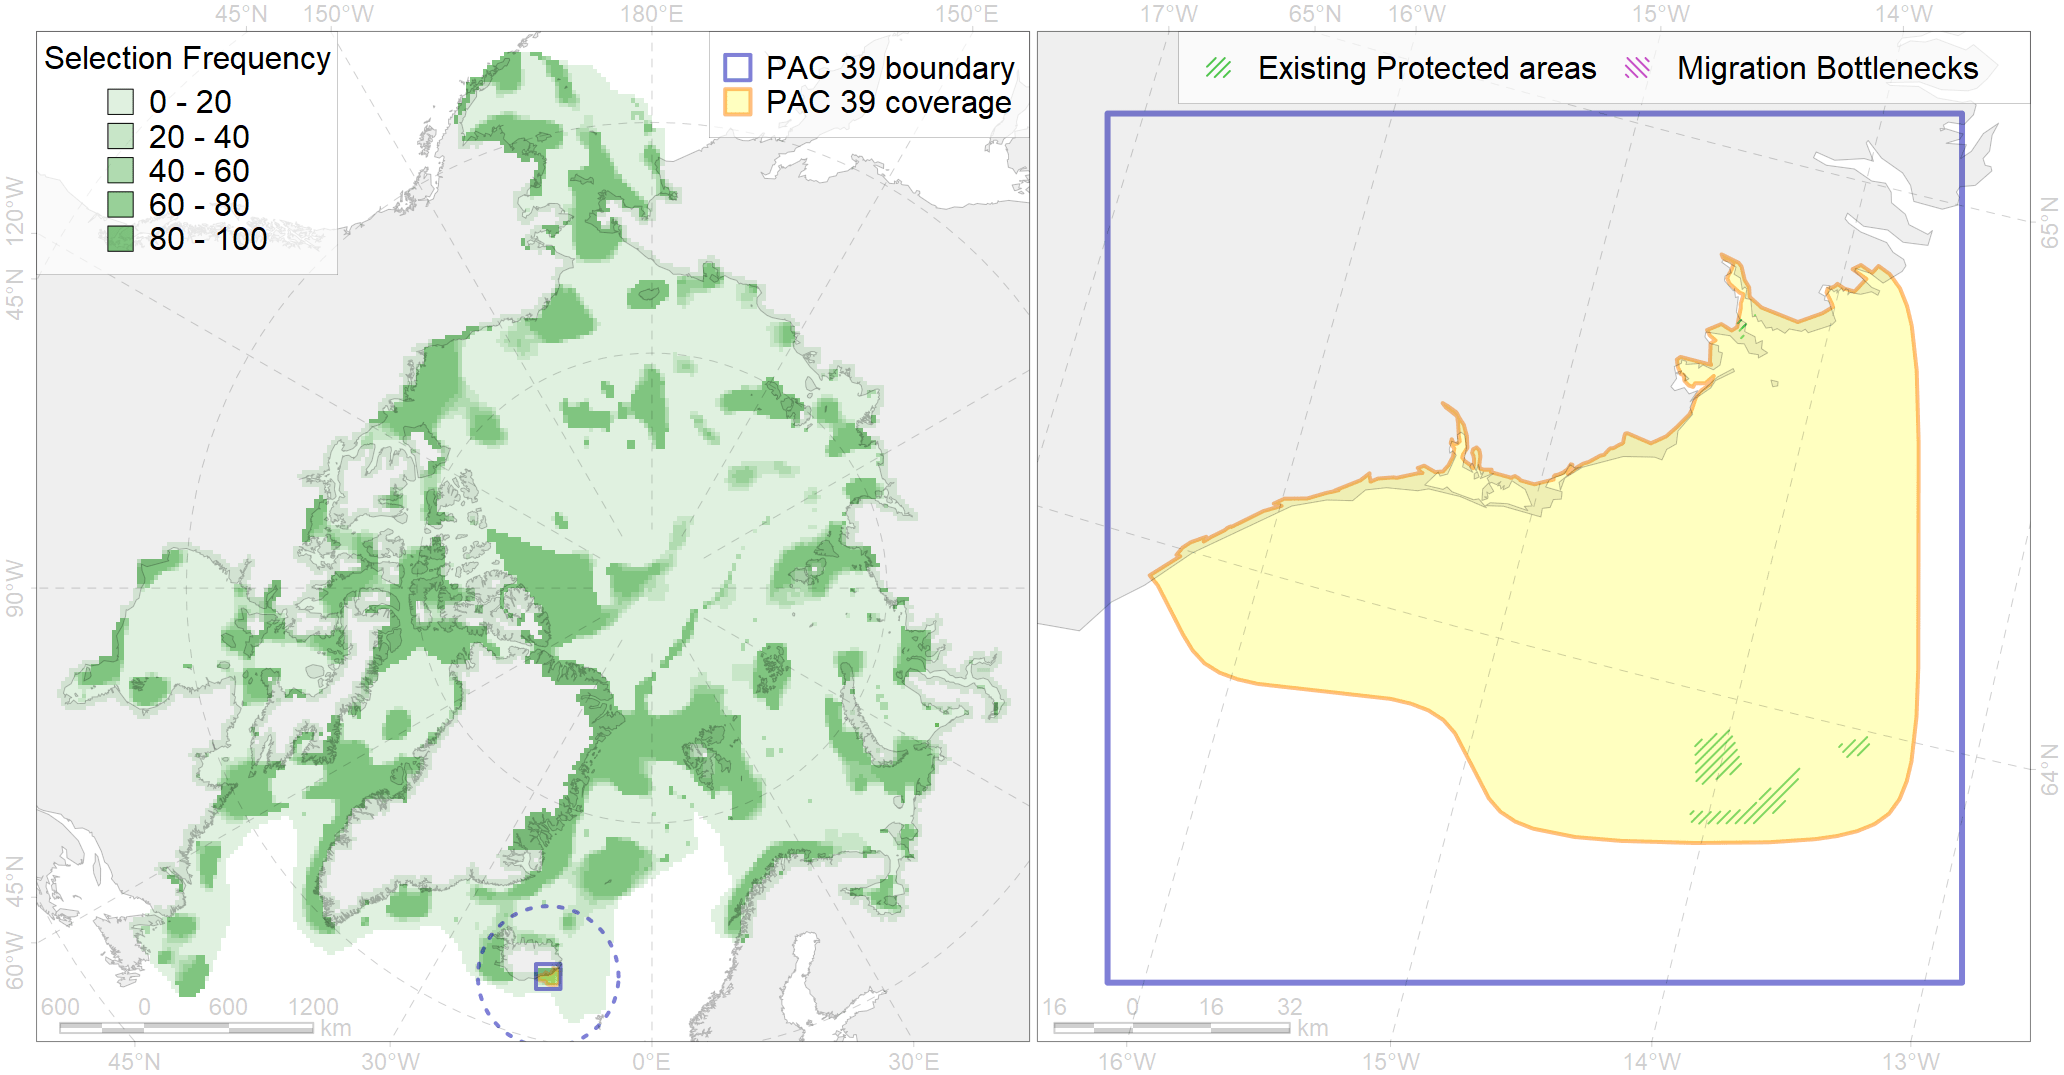 45°N 150°W 180°E 150°E 17°W 65°N 16°W 15°W 14°W
Selection Frequency
0 - 20
20 - 40
40 - 60
60 - 80
80 - 100
PAC 39 boundary
PAC 39 coverage
Existing Protected areas
Migration Bottlenecks
120°W
45°N
90°W
45°N
60°W
65°N
64°N
600 0 600 1200
km
16 0 16 32
km
45°N 30°W 0°E 30°E 16°W 15°W 14°W 13°W